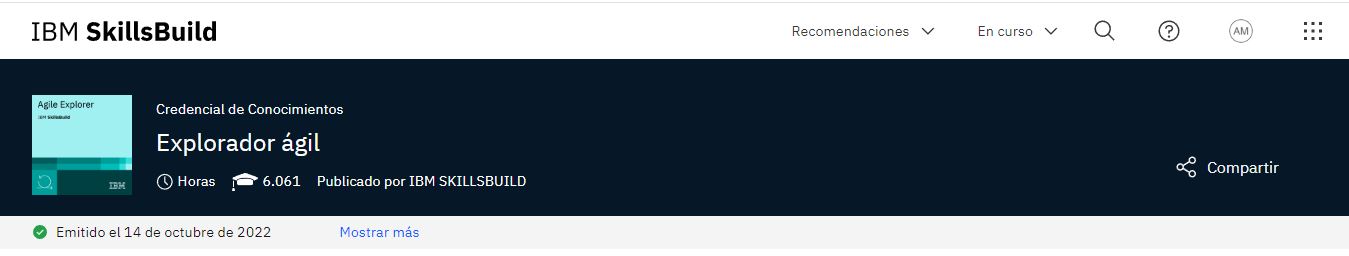 IBM SkillsBuild
Recomendaciones
En curso
AM
Agile Explorer
IBM SkillsBuild
IBM
Credencial de Conocimientos
Explorador ágil
Horas 6.061 Publicado por IBM SKILLSBUILD
Compartir
Emitido el 14 de octubre de 2022 Mostrar más